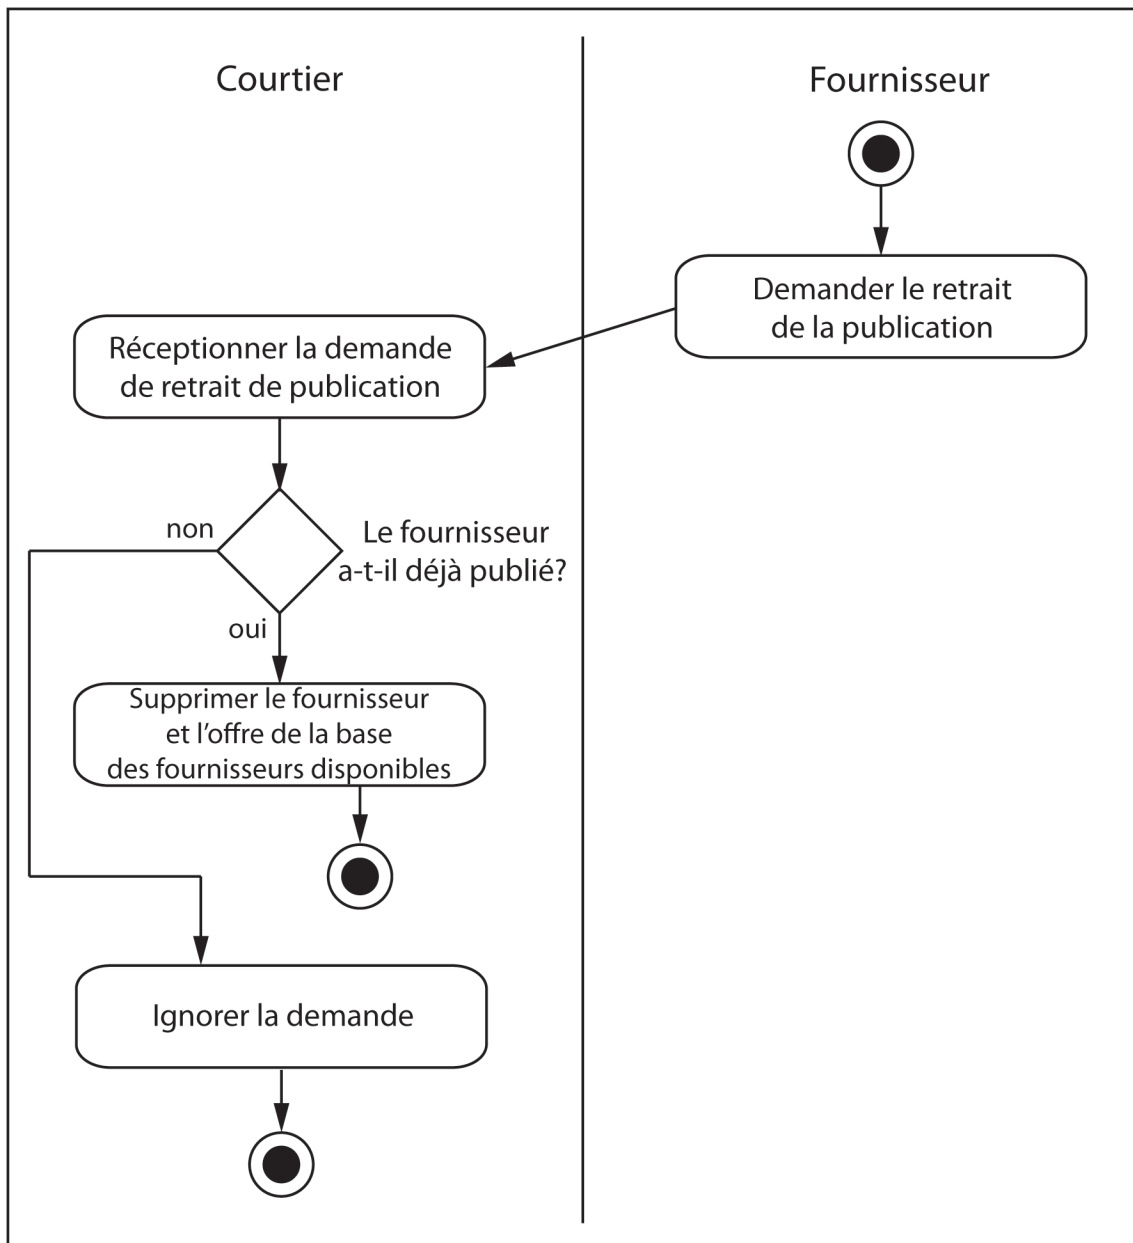 Courtier
Fournisseur
Demander le retrait
de la publication
Réceptionner la demande
de retrait de publication
non
Le fournisseur
a-t-il déjà publié?
oui
Supprimer le fournisseur
et l'offre de la base
des fournisseurs disponibles
Ignorer la demande